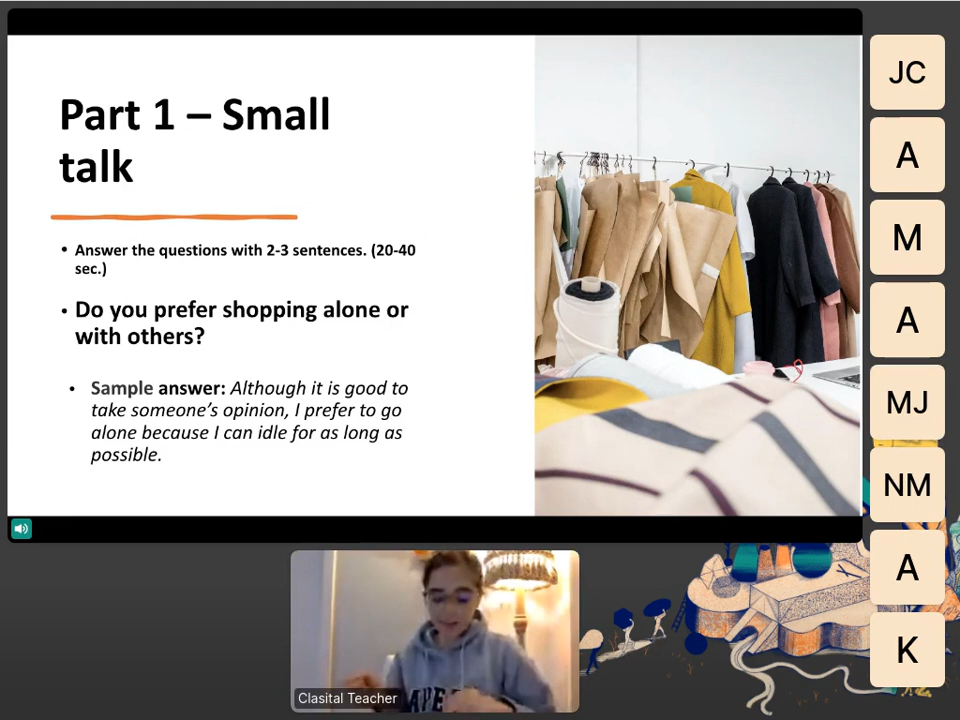 Part 1 – Small
talk
• Answer the questions with 2-3 sentences. (20-40
sec.)
• Do you prefer shopping alone or
with others?
• Sample answer: Although it is good to
take someone’s opinion, I prefer to go
alone because I can idle for as long as
possible.
JC
A
M
A
MJ
NM
A
K
Clasital Teacher